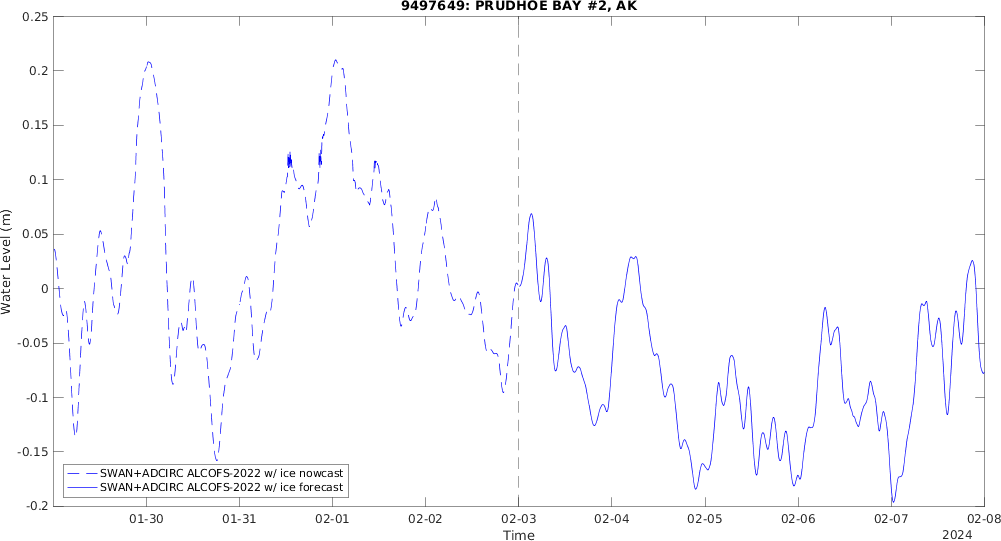 9497649: PRUDHOE BAY #2, AK
0.25
0.2
0.15
0.1
0.05
0
-0.05
-0.1
-0.15
-0.2
Water Level (m)
SWAN+ADCIRC ALCOFS-2022 w/ ice nowcast
SWAN+ADCIRC ALCOFS-2022 w/ ice forecast
01-30 01-31 02-01 02-02 02-03 02-04 02-05 02-06 02-07 02-08
Time
2024